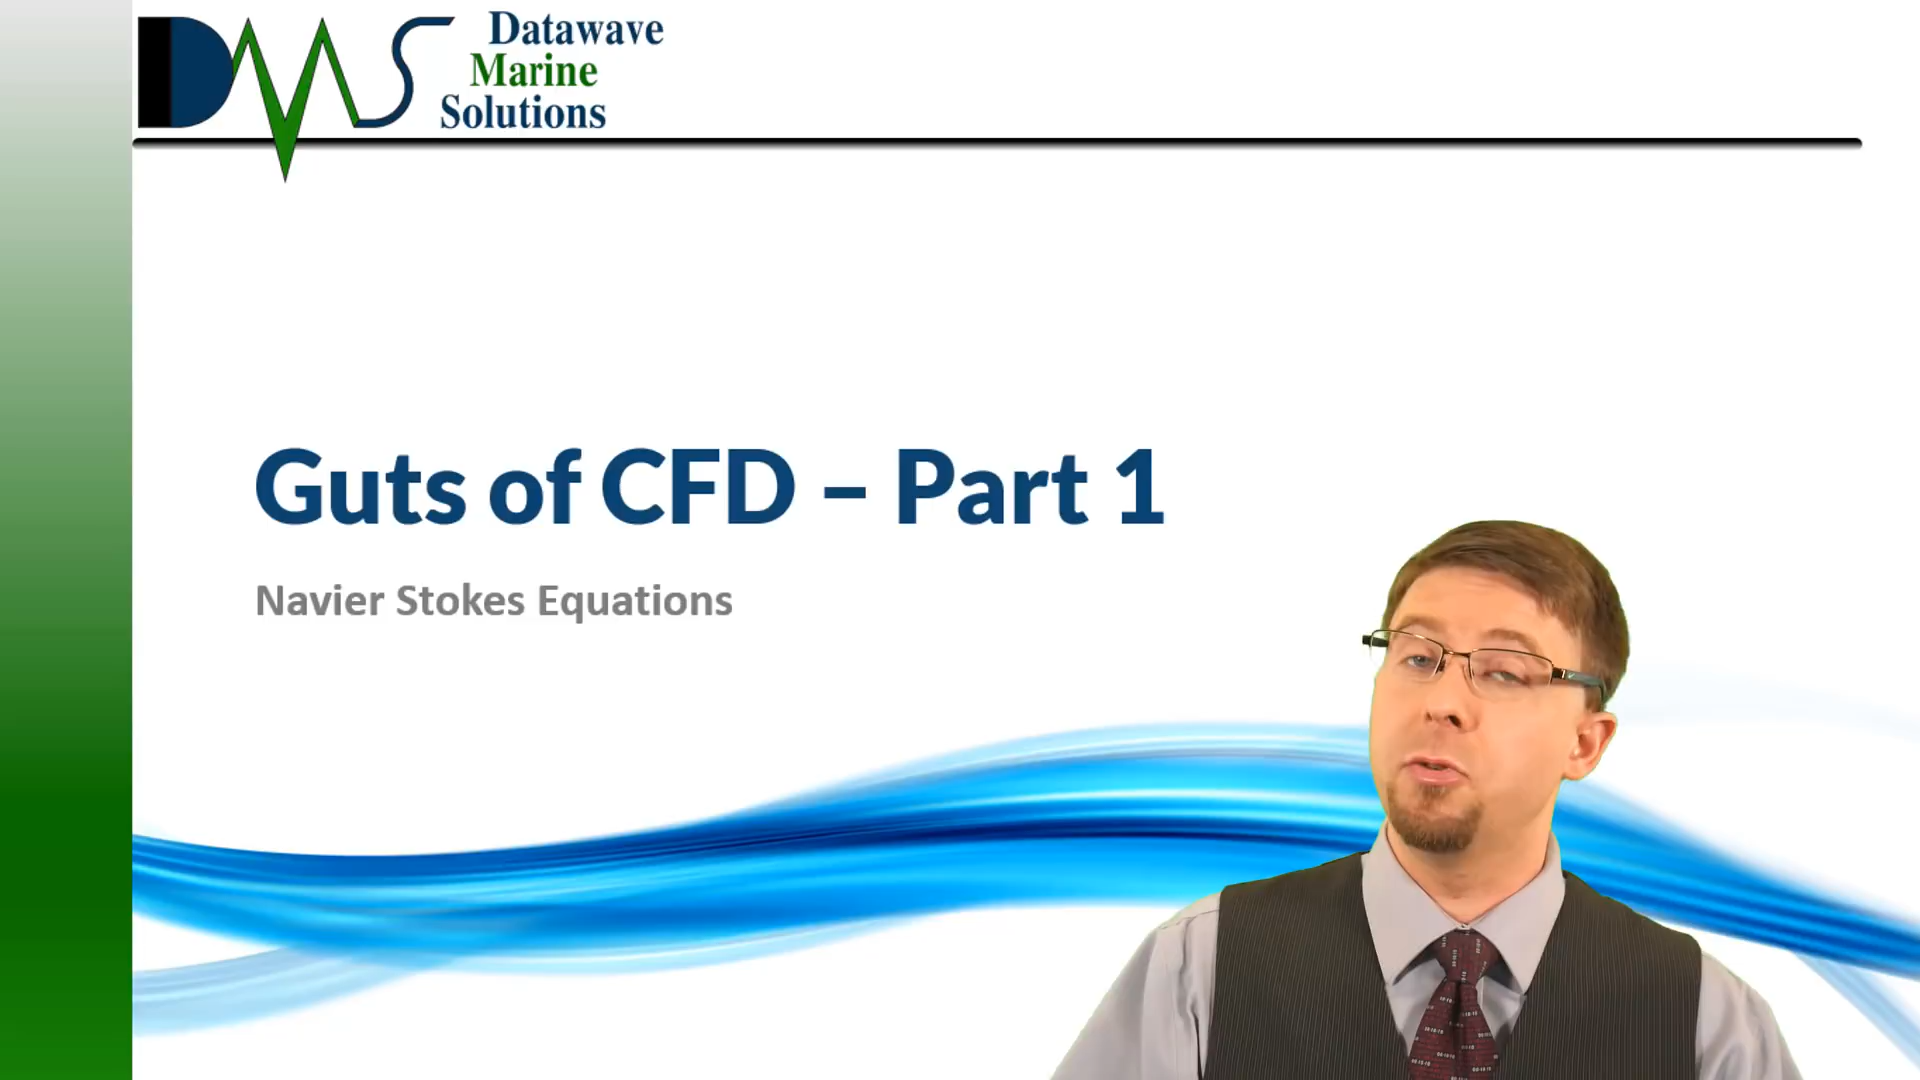 DMS
Datawave
Marine
Solutions
Guts of CFD – Part 1
Navier Stokes Equations